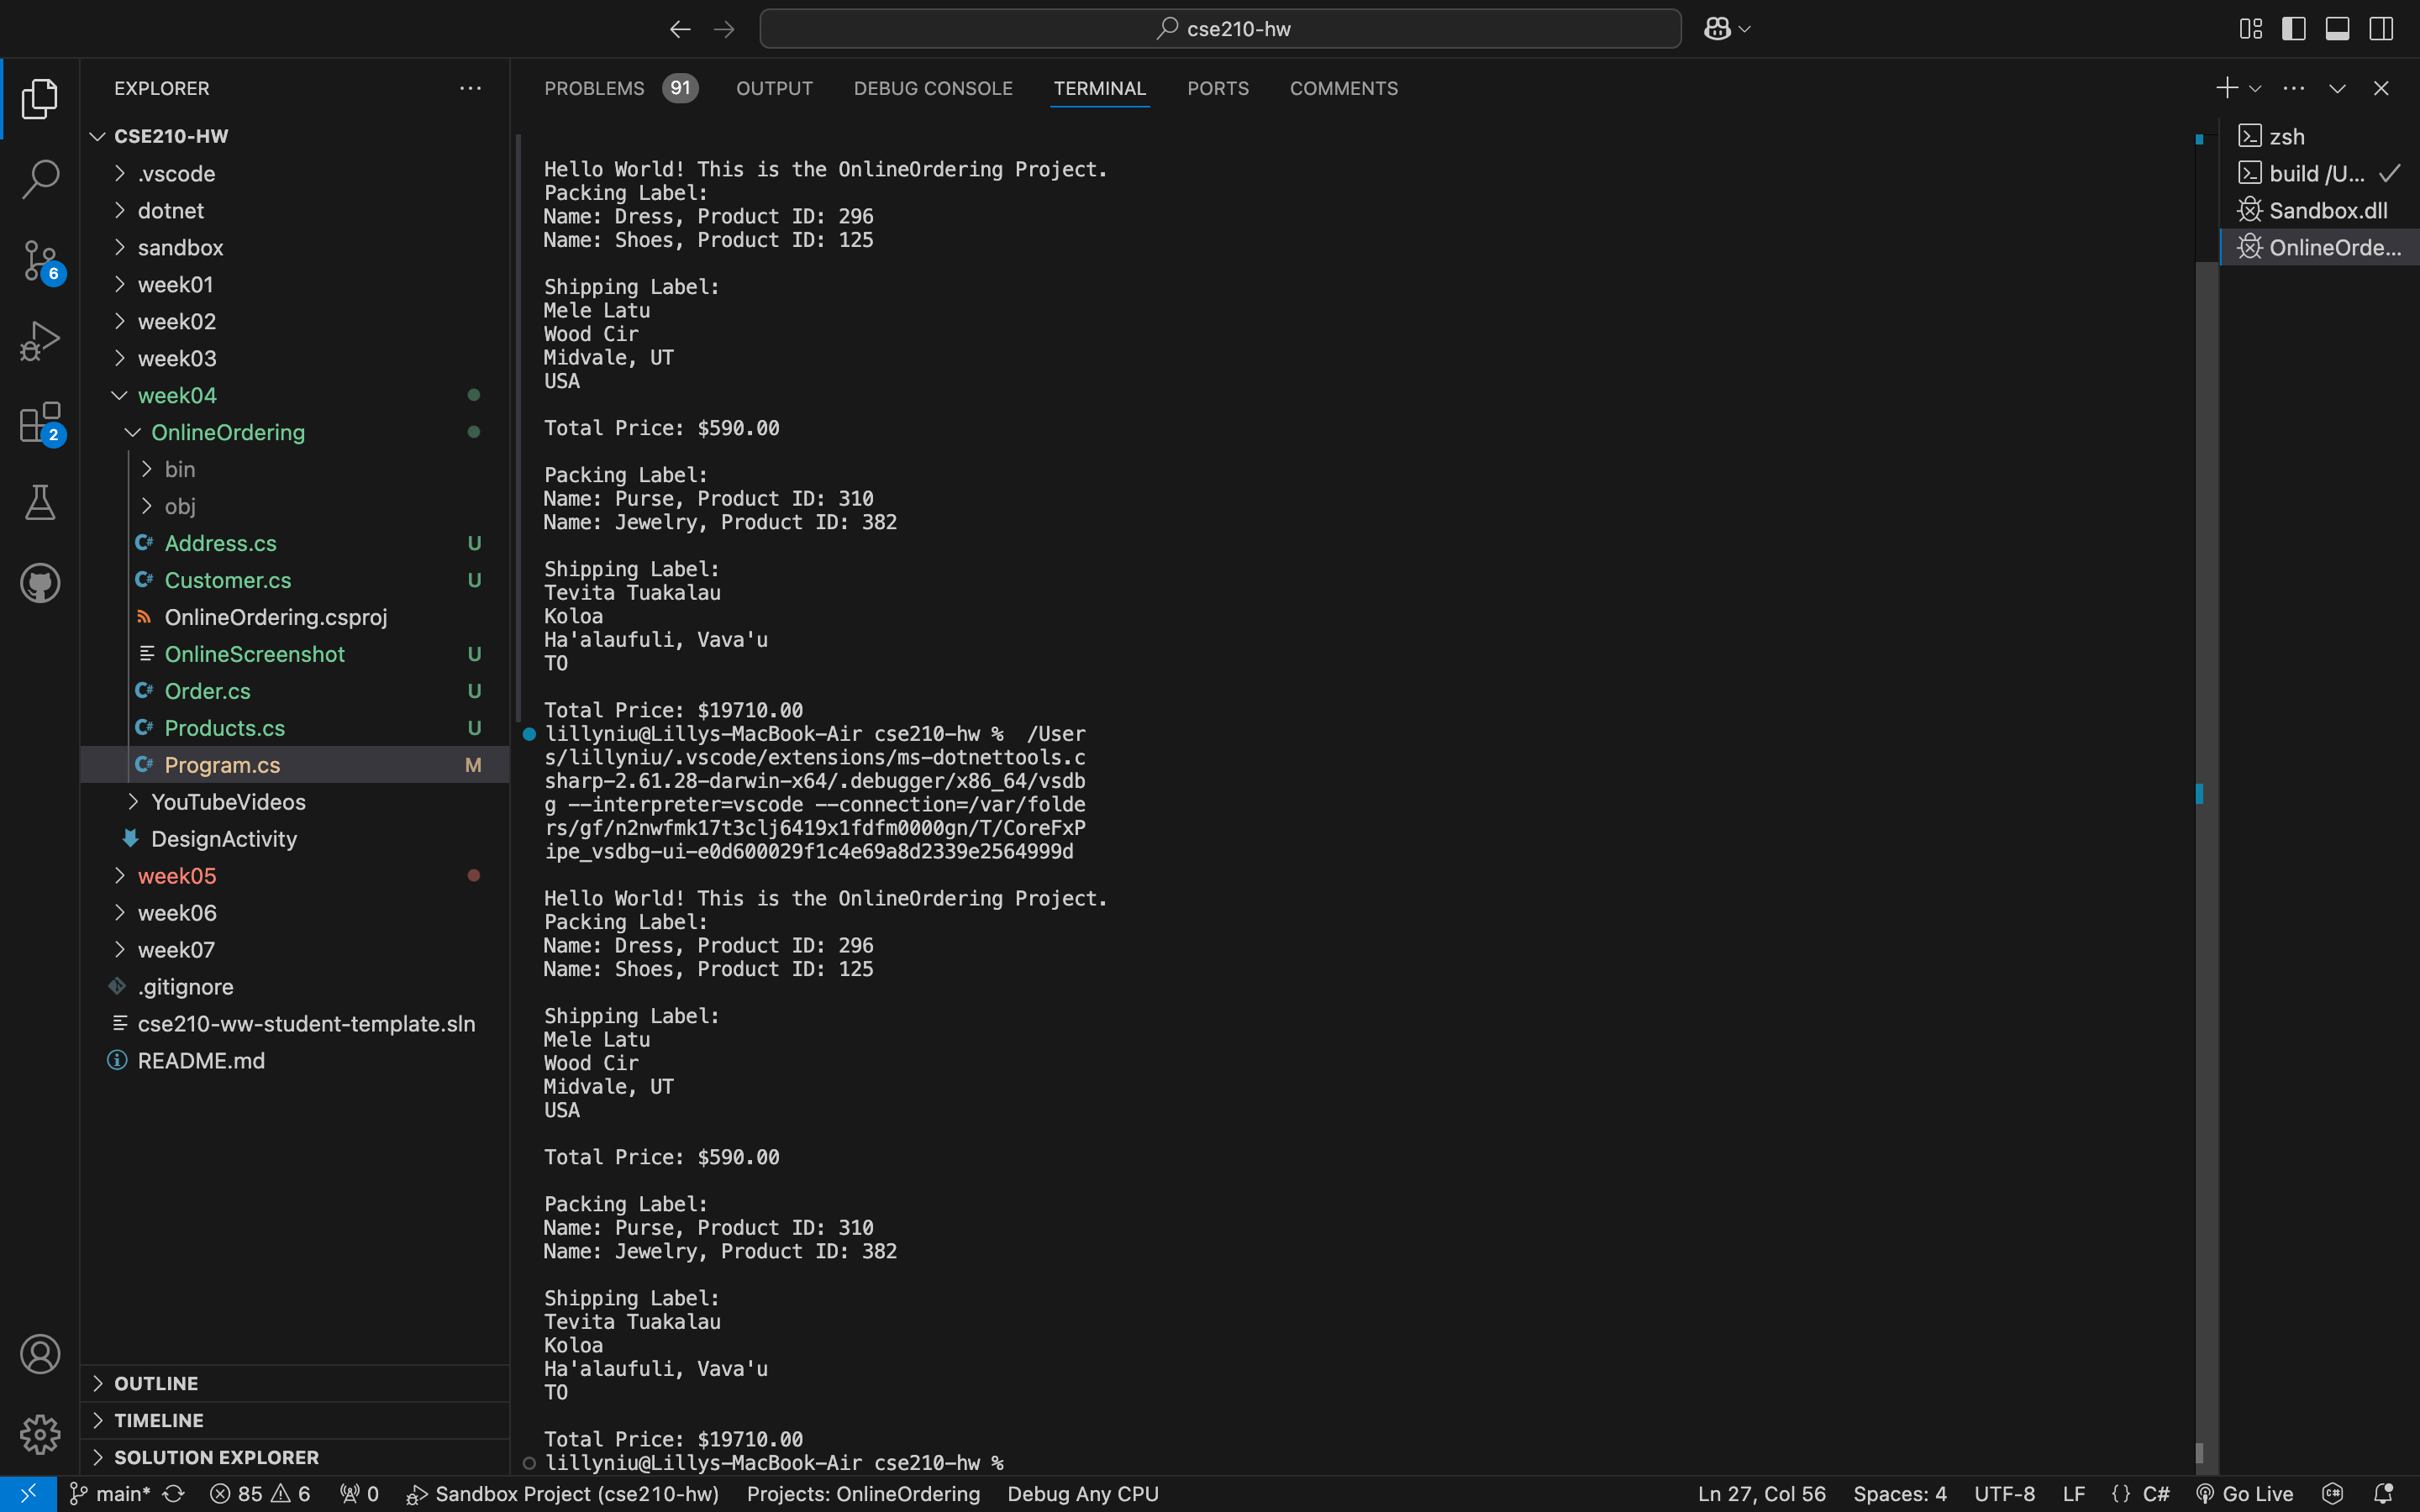 cse210-hw
EXPLORER
PROBLEMS 91 OUTPUT DEBUG CONSOLE TERMINAL PORTS COMMENTS
CSE210-HW
.vscode
dotnet
sandbox
week01
week02
week03
week04
OnlineOrdering
bin
obj
Address.cs U
Customer.cs U
OnlineOrdering.csproj
OnlineScreenshot U
Order.cs U
Products.cs U
Program.cs M
YouTubeVideos
DesignActivity
week05
week06
week07
.gitignore
cse210-ww-student-template.sln
README.md
OUTLINE
TIMELINE
SOLUTION EXPLORER
6
2
Hello World! This is the OnlineOrdering Project.
Packing Label:
Name: Dress, Product ID: 296
Name: Shoes, Product ID: 125
Shipping Label:
Mele Latu
Wood Cir
Midvale, UT
USA
Total Price: $590.00
Packing Label:
Name: Purse, Product ID: 310
Name: Jewelry, Product ID: 382
Shipping Label:
Tevita Tuakalau
Koloa
Ha'alaufuli, Vava'u
TO
Total Price: $19710.00
lillyniu@Lillys-MacBook-Air cse210-hw %  /User
s/lillyniu/.vscode/extensions/ms-dotnettools.c
sharp-2.61.28-darwin-x64/.debugger/x86_64/vsdb
g --interpreter=vscode --connection=/var/folde
rs/gf/n2nwfmk17t3clj6419x1fdfm0000gn/T/CoreFxP
ipe_vsdbg-ui-e0d600029f1c4e69a8d2339e2564999d
Hello World! This is the OnlineOrdering Project.
Packing Label:
Name: Dress, Product ID: 296
Name: Shoes, Product ID: 125
Shipping Label:
Mele Latu
Wood Cir
Midvale, UT
USA
Total Price: $590.00
Packing Label:
Name: Purse, Product ID: 310
Name: Jewelry, Product ID: 382
Shipping Label:
Tevita Tuakalau
Koloa
Ha'alaufuli, Vava'u
TO
Total Price: $19710.00
lillyniu@Lillys-MacBook-Air cse210-hw %
zsh
build /U...
Sandbox.dll
OnlineOrde...
main* 85 6 0 Sandbox Project (cse210-hw) Projects: OnlineOrdering Debug Any CPU Ln 27, Col 56 Spaces: 4 UTF-8 LF {} C# Go Live